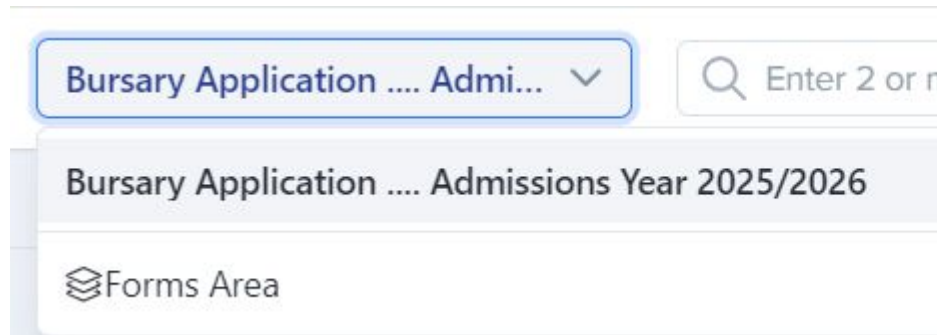 Bursary Application .... Admi... Enter 2 or
Bursary Application .... Admissions Year 2025/2026
Forms Area